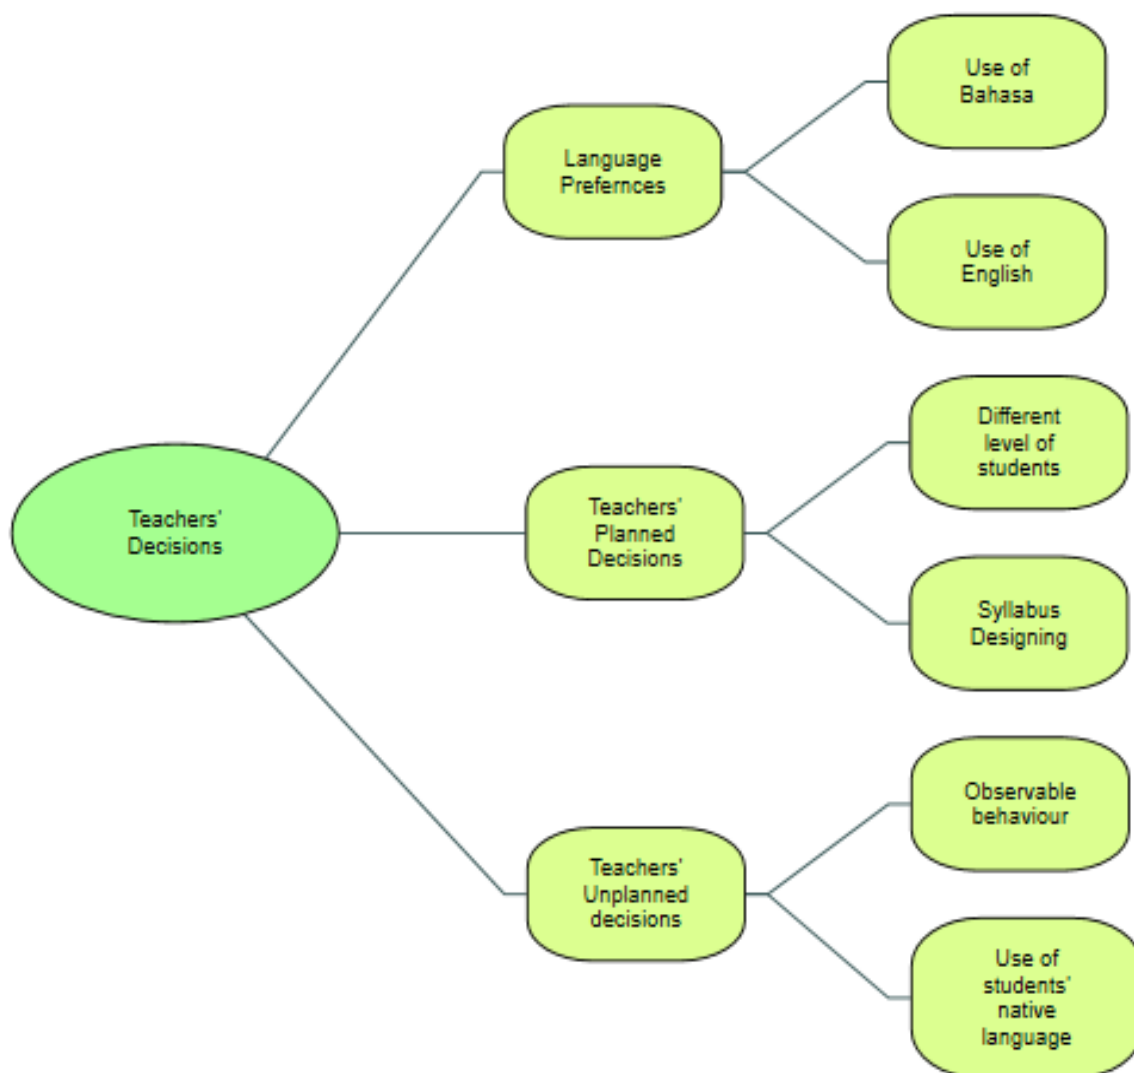 Use of
Bahasa
Language
Prefernces
Use of
English
Different
level of
students
Teachers'
Decisions
Teachers'
Planned
Decisions
Syllabus
Designing
Observable
behaviour
Teachers'
Unplanned
decisions
Use of
students'
native
language